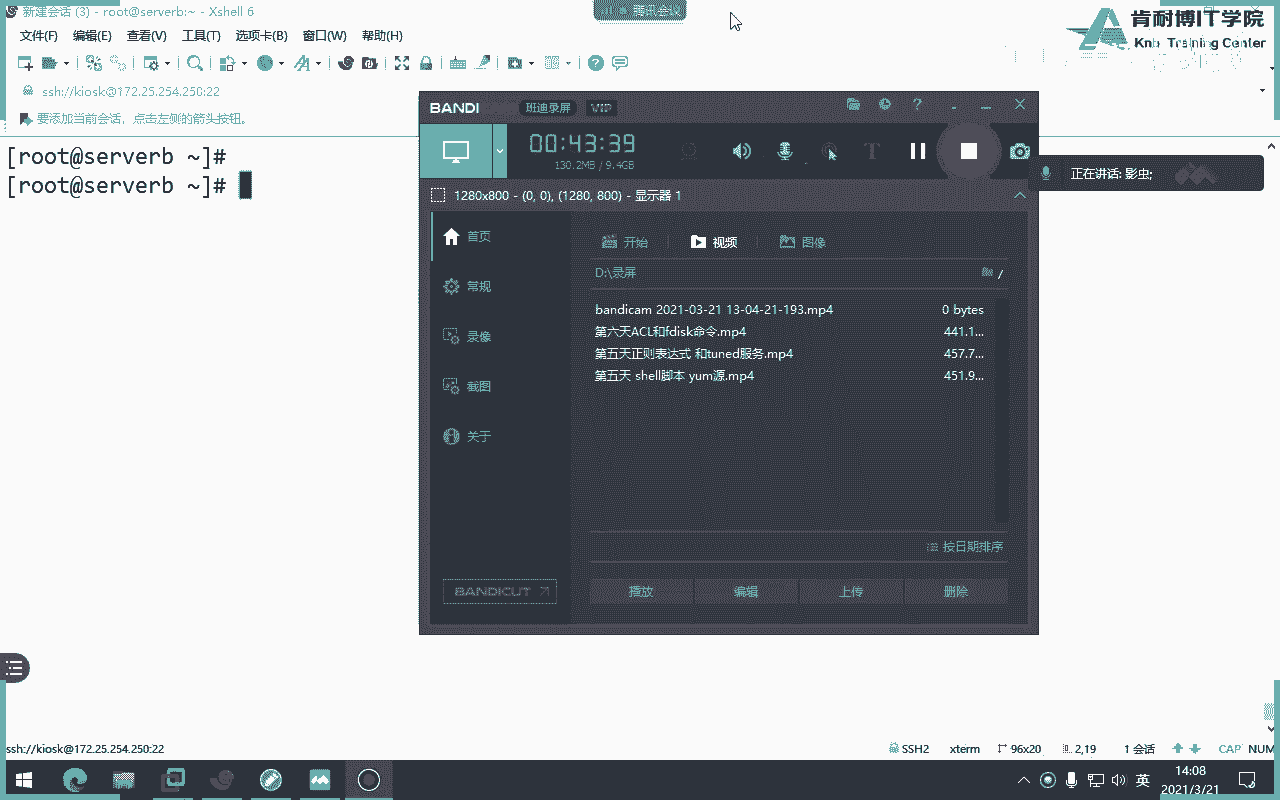 新建会话 (3) - root@serverb:~ - Xshell 6
腾讯会议
肯耐博IT学院
Knb Training Center
文件(F) 编辑(E) 查看(V) 工具(T) 选项卡(B) 窗口(W) 帮助(H)
ssh://kiosk@172.25.254.250:22
要添加当前会话，点击左侧的箭头按钮。
[root@serverb ~]#
[root@serverb ~]#
BANDI 班迪录屏 VIP
00:43:39
130.2MB / 9.4GB
正在讲话: 影虫;
1280x800 - (0, 0), (1280, 800) - 显示器 1
首页
常规
录像
截图
关于
BANDICUT
开始 视频 图像
D:\录屏
bandicam 2021-03-21 13-04-21-193.mp4 0 bytes
第六天ACL和fdisk命令.mp4 441.1...
第五天正则表达式 和tuned服务.mp4 457.7...
第五天 shell脚本 yum源.mp4 451.9...
按日期排序
播放 编辑 上传 删除
ssh://kiosk@172.25.254.250:22 SSH2 xterm 96x20 2,19 1 会话 CAP NUM
英
14:08
2021/3/21